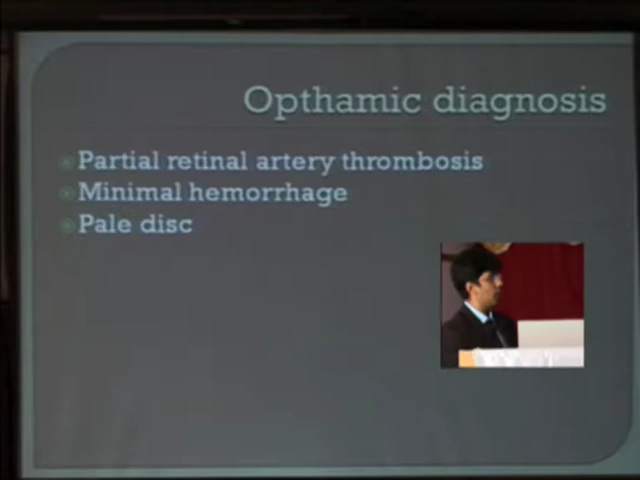 Opthamic diagnosis
Partial retinal artery thrombosis
Minimal hemorrhage
Pale disc